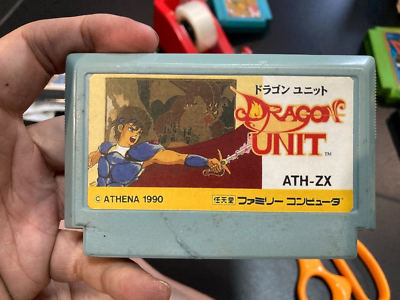 ドラゴン ユニット
DRAGON
UNIT™
ATH-ZX
© ATHENA 1990
任天堂 ファミリー コンピュータ